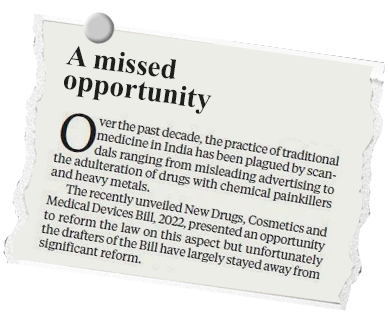 A missed
opportunity
Over the past decade, the practice of traditional
medicine in India has been plagued by scan-
dals ranging from misleading advertising to
the adulteration of drugs with chemical painkillers
and heavy metals.
The recently unveiled New Drugs, Cosmetics and
Medical Devices Bill, 2022, presented an opportunity
to reform the law on this aspect but unfortunately
the drafters of the Bill have largely stayed away from
significant reform.